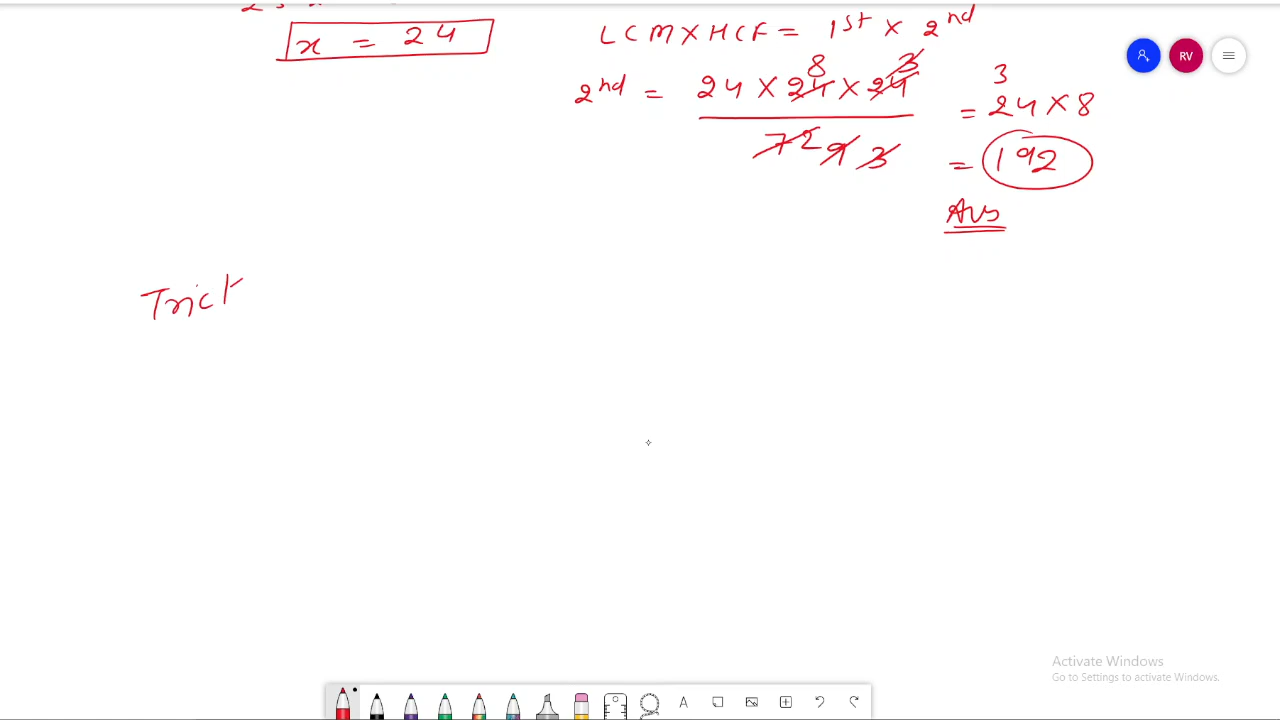 x = 24
LCM X HCF = 1st X 2nd
8 3
2nd = 24 X 24 X 24
72 2 9 3
3
= 24 X 8
= 192
Ans
RV
Trick
A
Activate Windows
Go to Settings to activate Windows.